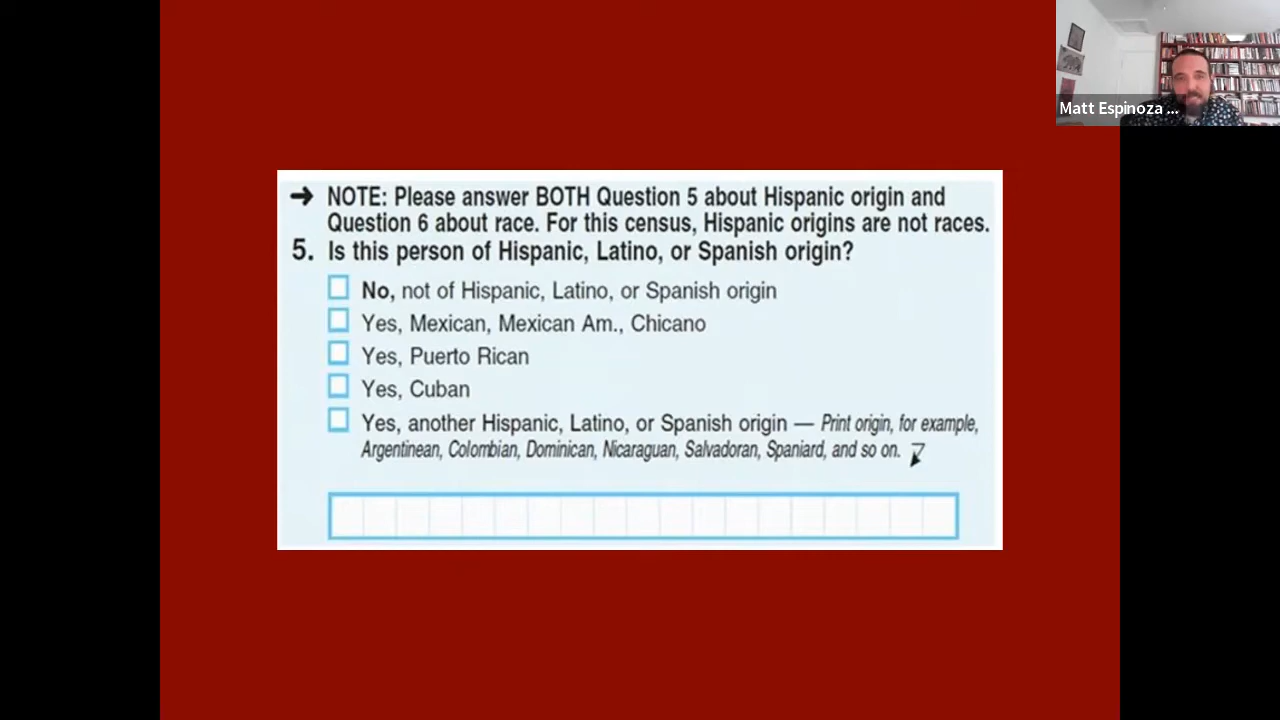 Matt Espinoza ...
→ NOTE: Please answer BOTH Question 5 about Hispanic origin and
Question 6 about race. For this census, Hispanic origins are not races.
5. Is this person of Hispanic, Latino, or Spanish origin?
No, not of Hispanic, Latino, or Spanish origin
Yes, Mexican, Mexican Am., Chicano
Yes, Puerto Rican
Yes, Cuban
Yes, another Hispanic, Latino, or Spanish origin — Print origin, for example,
Argentinean, Colombian, Dominican, Nicaraguan, Salvadoran, Spaniard, and so on.